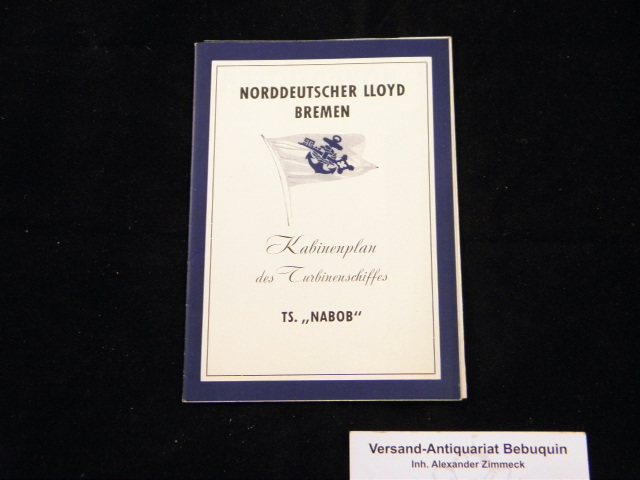 NORDDEUTSCHER LLOYD
BREMEN
Kabinenplan
des Turbinenschiffes
TS. „NABOB“
Versand-Antiquariat Bebuquin
Inh. Alexander Zimmeck